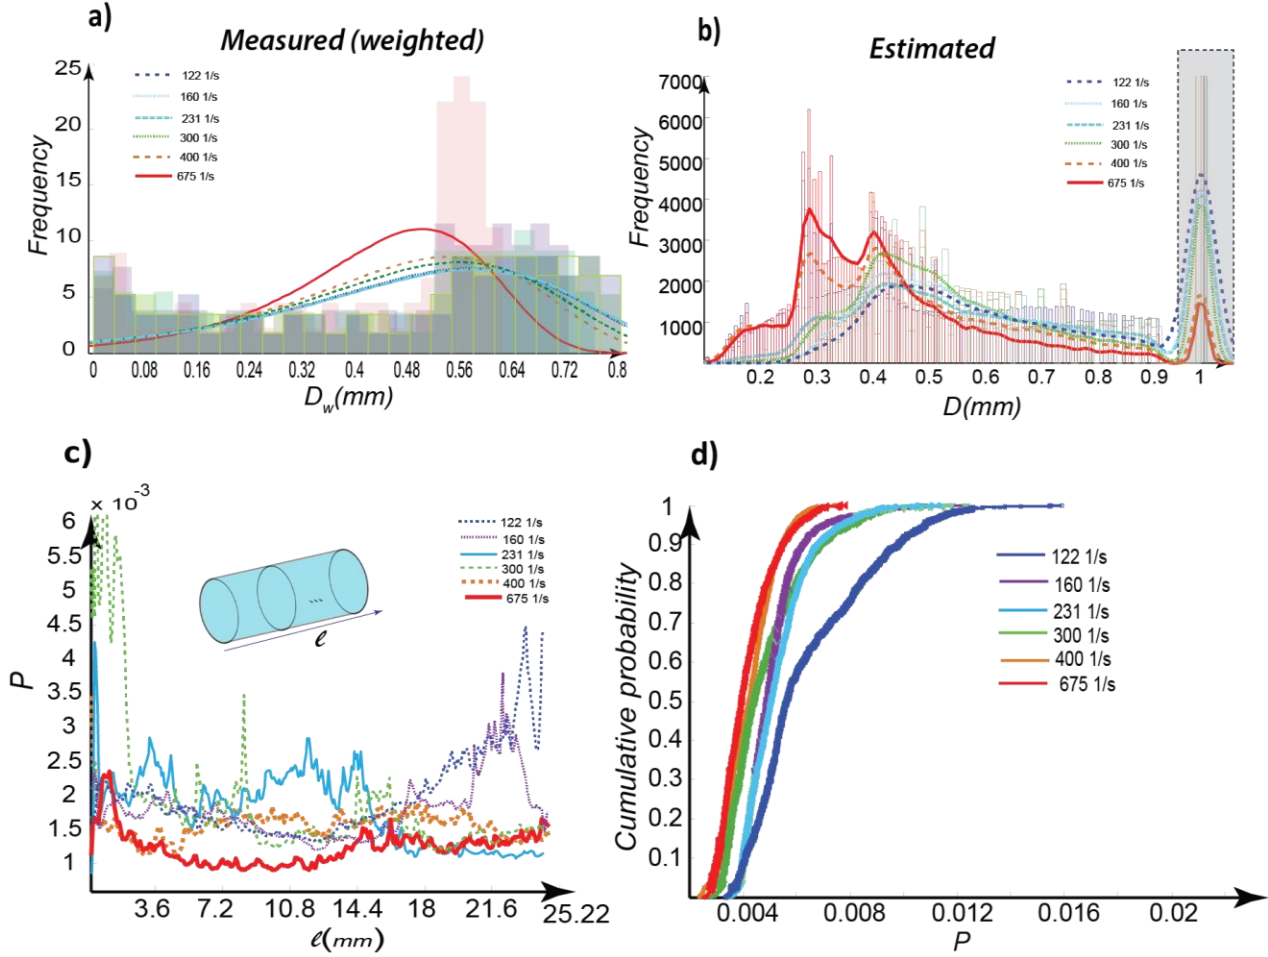 a)
Measured (weighted)
Frequency
25
20
15
10
5
0
122 1/s
160 1/s
231 1/s
300 1/s
400 1/s
675 1/s
0 0.08 0.16 0.24 0.32 0.4 0.48 0.56 0.64 0.72 0.8
Dw(mm)
b)
Estimated
Frequency
7000
6000
5000
4000
3000
2000
1000
122 1/s
160 1/s
231 1/s
300 1/s
400 1/s
675 1/s
0.2 0.3 0.4 0.5 0.6 0.7 0.8 0.9 1
D(mm)
c)
× 10-3
P
6
5.5
5
4.5
4
3.5
3
2.5
2
1.5
1
122 1/s
160 1/s
231 1/s
300 1/s
400 1/s
675 1/s
...
ℓ
3.6 7.2 10.8 14.4 18 21.6 25.22
ℓ(mm)
d)
Cumulative probability
1
0.9
0.8
0.7
0.6
0.5
0.4
0.3
0.2
0.1
122 1/s
160 1/s
231 1/s
300 1/s
400 1/s
675 1/s
0.004 0.008 0.012 0.016 0.02
P